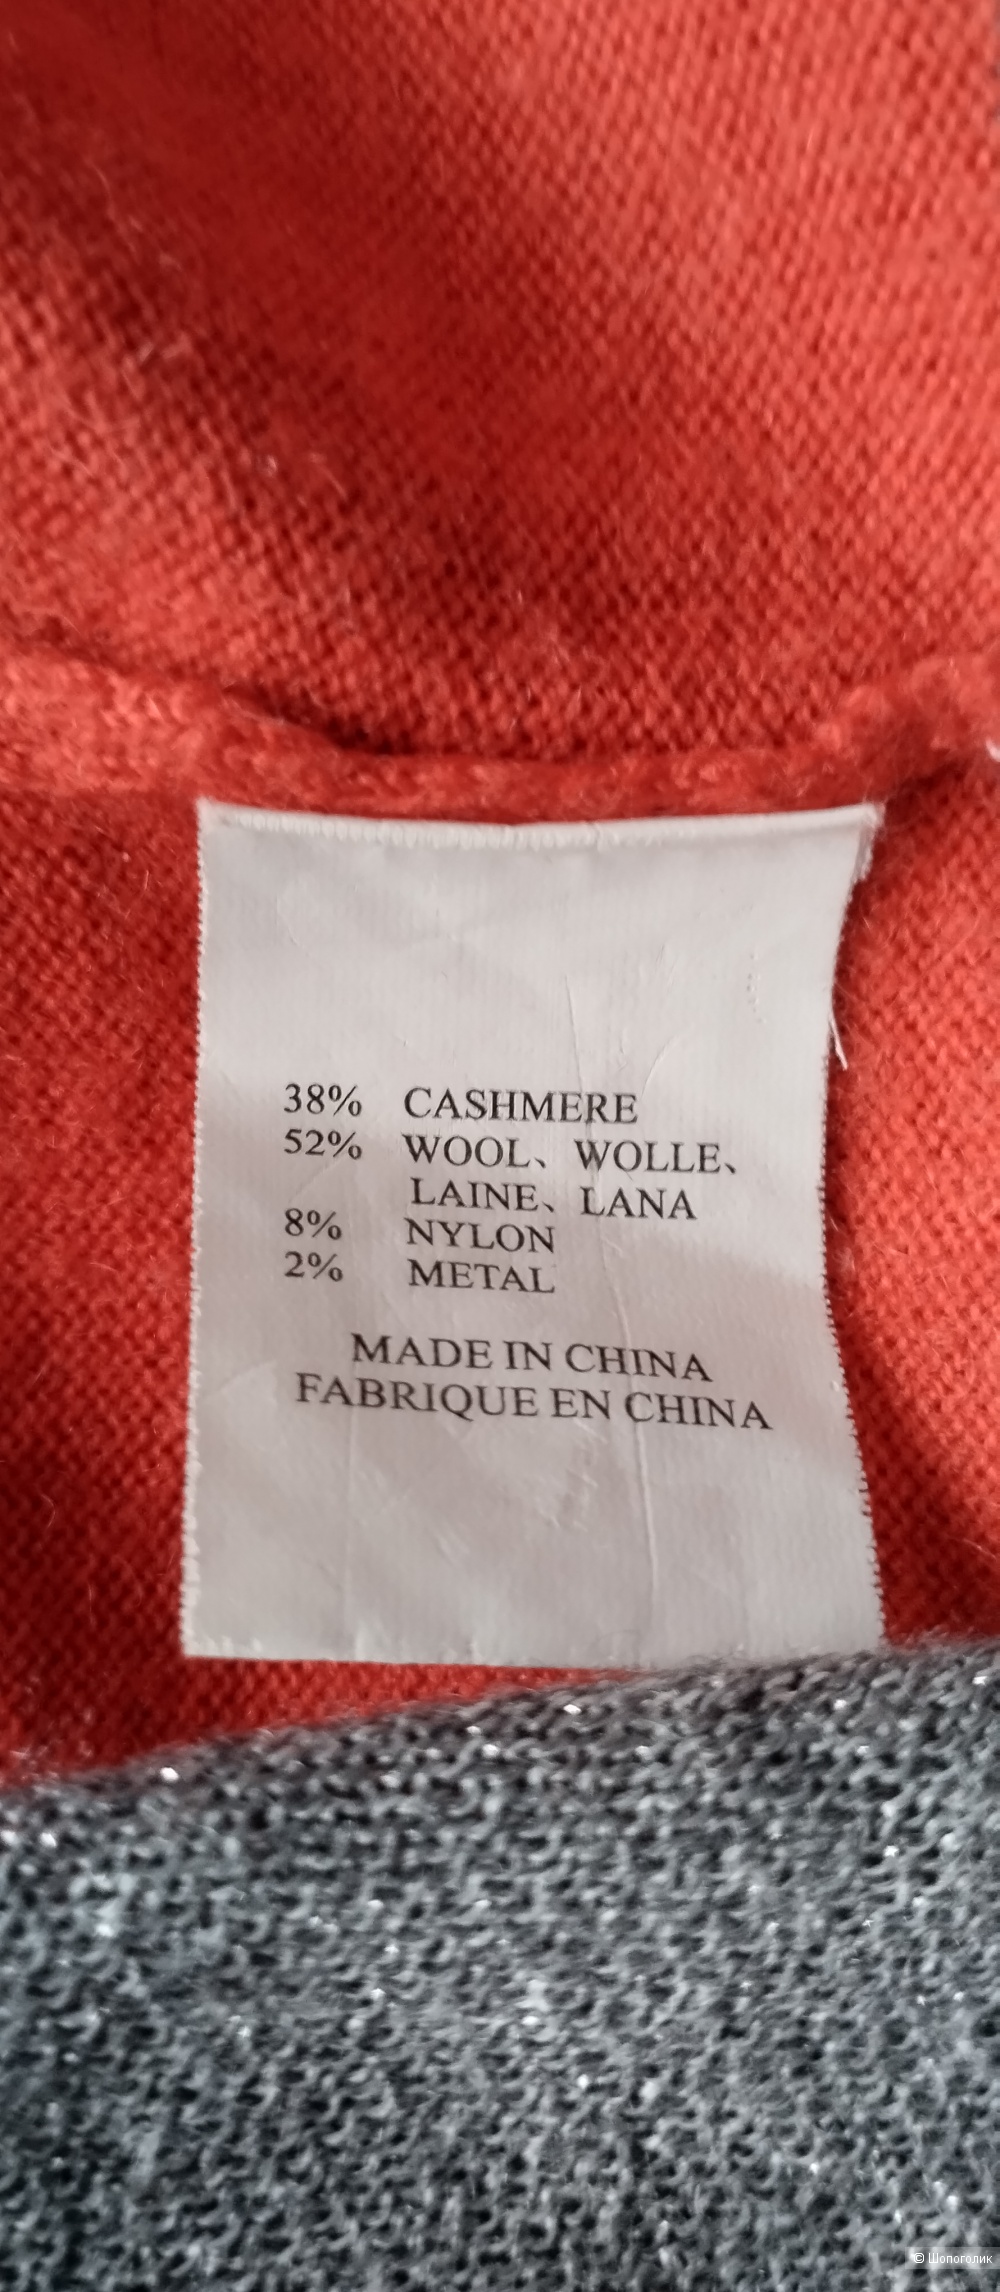 38% CASHMERE
52% WOOL、WOLLE、
LAINE、LANA
8% NYLON
2% METAL
MADE IN CHINA
FABRIQUE EN CHINA
© Шопоголик